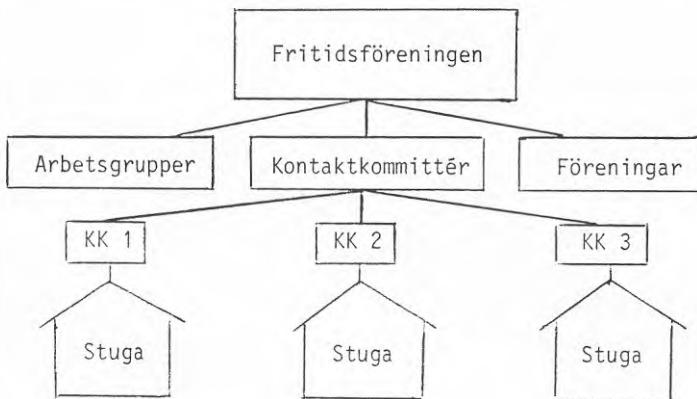 Fritidsföreningen
Arbetsgrupper
Kontaktkommittér
Föreningar
KK 1
KK 2
KK 3
Stuga
Stuga
Stuga